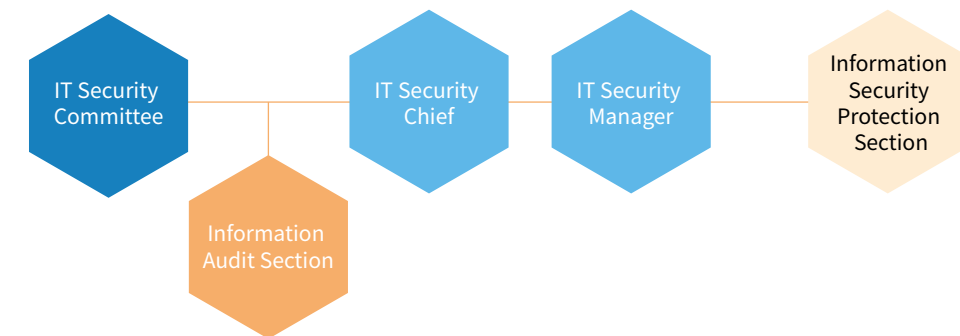 IT Security
Committee
IT Security
Chief
IT Security
Manager
Information
Security
Protection
Section
Information
Audit Section